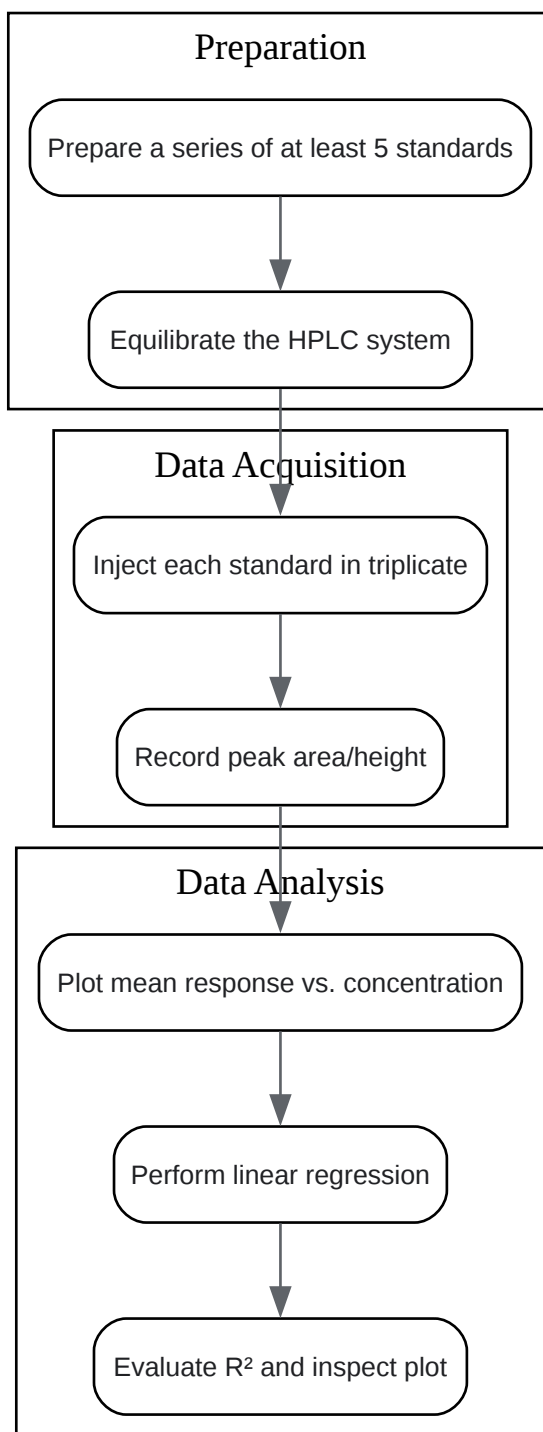 Preparation
Prepare a series of at least 5 standards
Equilibrate the HPLC system
Data Acquisition
Inject each standard in triplicate
Record peak area/height
Data Analysis
Plot mean response vs. concentration
Perform linear regression
Evaluate R² and inspect plot